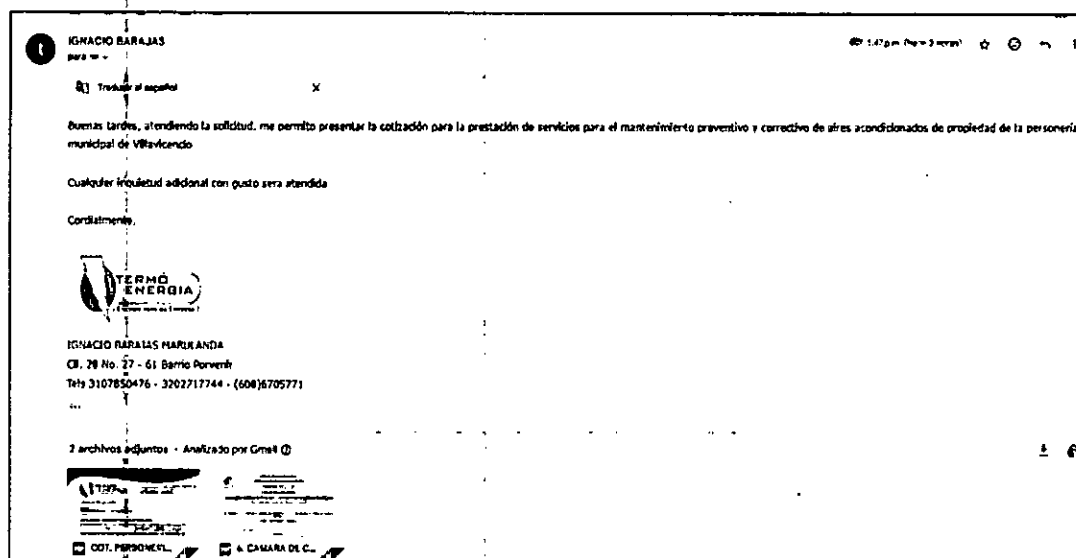 IGNACIO BARAJAS
para
Traducir al español X
Buenas tardes, atendiendo la solicitud, me permito presentar la cotización para la prestación de servicios para el mantenimiento preventivo y correctivo de aires acondicionados de propiedad de la personería
municipal de Villavicencio
Cualquier inquietud adicional con gusto sera atendida
Cordialmente,
TERMO
ENERGIA
IGNACIO BARAJAS MARULANDA
Cll. 28 No. 27 - 61 Barrio Porvenir
Tels 3107850476 - 3202717744 - (608)6705771
...
2 archivos adjuntos • Analizado por Gmail
COT. PERSONERI...
6. CAMARA DE C...